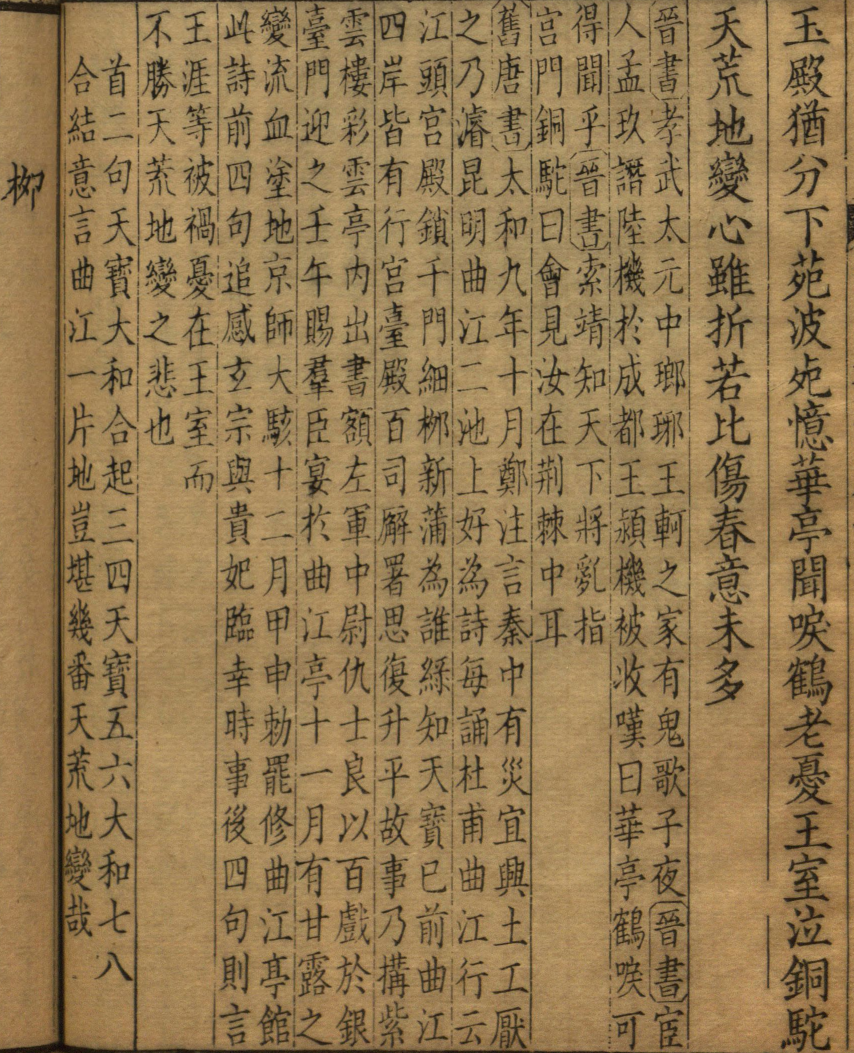 玉殿猶分下苑波死憶華亭聞唳鶴老憂王室泣銅駝
天荒地變心雖折若比傷春意未多
晉書孝武太元中瑯琊王軻之家有鬼歌子夜晉書宦
人孟玖譖陸機於成都王頴機被收嘆曰華亭鶴唳可
得聞乎晉書索靖知天下將亂指
宫門銅駝曰會見汝在荆棘中耳
舊唐書太和九年十月鄭注言秦中有災宜興土工厭
之乃濬昆明曲江二池上好為詩每誦杜甫曲江行云
江頭宫殿鎖千門細栁新蒲為誰緑知天寶已前曲江
四岸皆有行宫臺殿百司廨署思復升平故事乃搆紫
雲樓彩雲亭内出書額左軍中尉仇士良以百戲於銀
臺門迎之壬午賜羣臣宴於曲江亭十一月有甘露之
變流血塗地京師大駭十二月甲申勑罷修曲江亭館
此詩前四句追感玄宗與貴妃臨幸時事後四句則言
王涯等被禍憂在王室而
不勝天荒地變之悲也
首二句天寶大和合起三四天寶五六大和七八
合結意言曲江一片地豈堪幾番天荒地變哉
栁